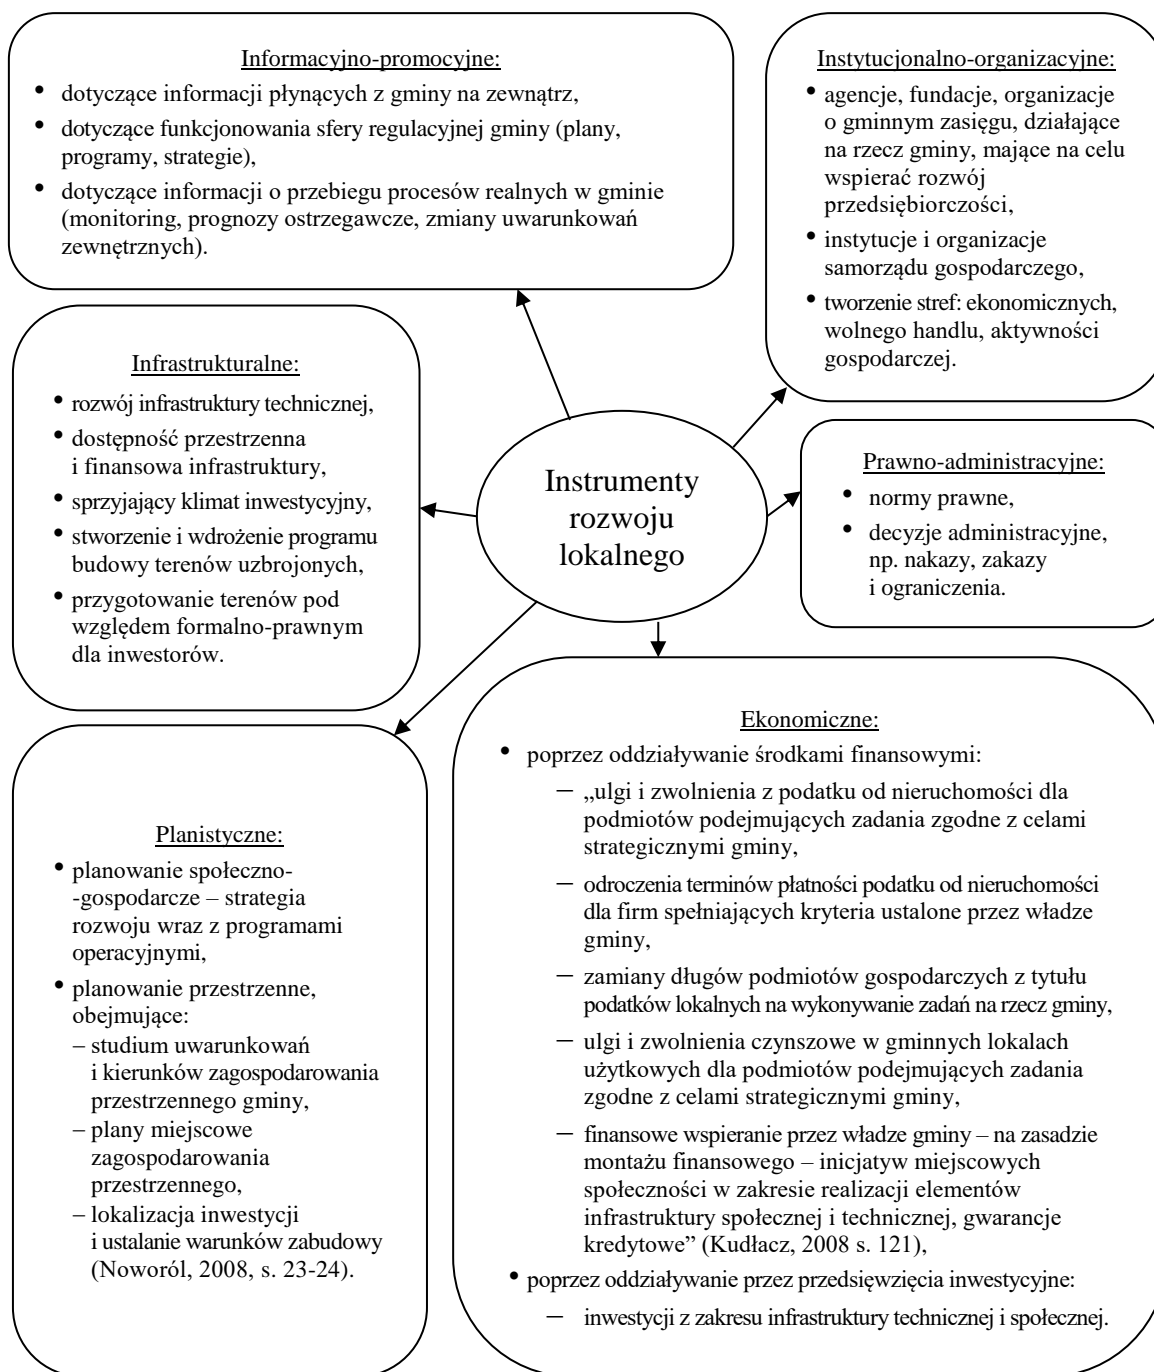 Informacyjno-promocyjne:
• dotyczące informacji płynących z gminy na zewnątrz,
• dotyczące funkcjonowania sfery regulacyjnej gminy (plany,
programy, strategie),
• dotyczące informacji o przebiegu procesów realnych w gminie
(monitoring, prognozy ostrzegawcze, zmiany uwarunkowań
zewnętrznych).
Instytucjonalno-organizacyjne:
• agencje, fundacje, organizacje
o gminnym zasięgu, działające
na rzecz gminy, mające na celu
wspierać rozwój
przedsiębiorczości,
• instytucje i organizacje
samorządu gospodarczego,
• tworzenie stref: ekonomicznych,
wolnego handlu, aktywności
gospodarczej.
Infrastrukturalne:
• rozwój infrastruktury technicznej,
• dostępność przestrzenna
i finansowa infrastruktury,
• sprzyjający klimat inwestycyjny,
• stworzenie i wdrożenie programu
budowy terenów uzbrojonych,
• przygotowanie terenów pod
względem formalno-prawnym
dla inwestorów.
Instrumenty
rozwoju
lokalnego
Prawno-administracyjne:
• normy prawne,
• decyzje administracyjne,
np. nakazy, zakazy
i ograniczenia.
Planistyczne:
• planowanie społeczno-
-gospodarcze – strategia
rozwoju wraz z programami
operacyjnymi,
• planowanie przestrzenne,
obejmujące:
– studium uwarunkowań
i kierunków zagospodarowania
przestrzennego gminy,
– plany miejscowe
zagospodarowania
przestrzennego,
– lokalizacja inwestycji
i ustalanie warunków zabudowy
(Noworól, 2008, s. 23-24).
Ekonomiczne:
• poprzez oddziaływanie środkami finansowymi:
– „ulgi i zwolnienia z podatku od nieruchomości dla
podmiotów podejmujących zadania zgodne z celami
strategicznymi gminy,
– odroczenia terminów płatności podatku od nieruchomości
dla firm spełniających kryteria ustalone przez władze
gminy,
– zamiany długów podmiotów gospodarczych z tytułu
podatków lokalnych na wykonywanie zadań na rzecz gminy,
– ulgi i zwolnienia czynszowe w gminnych lokalach
użytkowych dla podmiotów podejmujących zadania
zgodne z celami strategicznymi gminy,
– finansowe wspieranie przez władze gminy – na zasadzie
montażu finansowego – inicjatyw miejscowych
społeczności w zakresie realizacji elementów
infrastruktury społecznej i technicznej, gwarancje
kredytowe” (Kudłacz, 2008 s. 121),
• poprzez oddziaływanie przez przedsięwzięcia inwestycyjne:
– inwestycji z zakresu infrastruktury technicznej i społecznej.